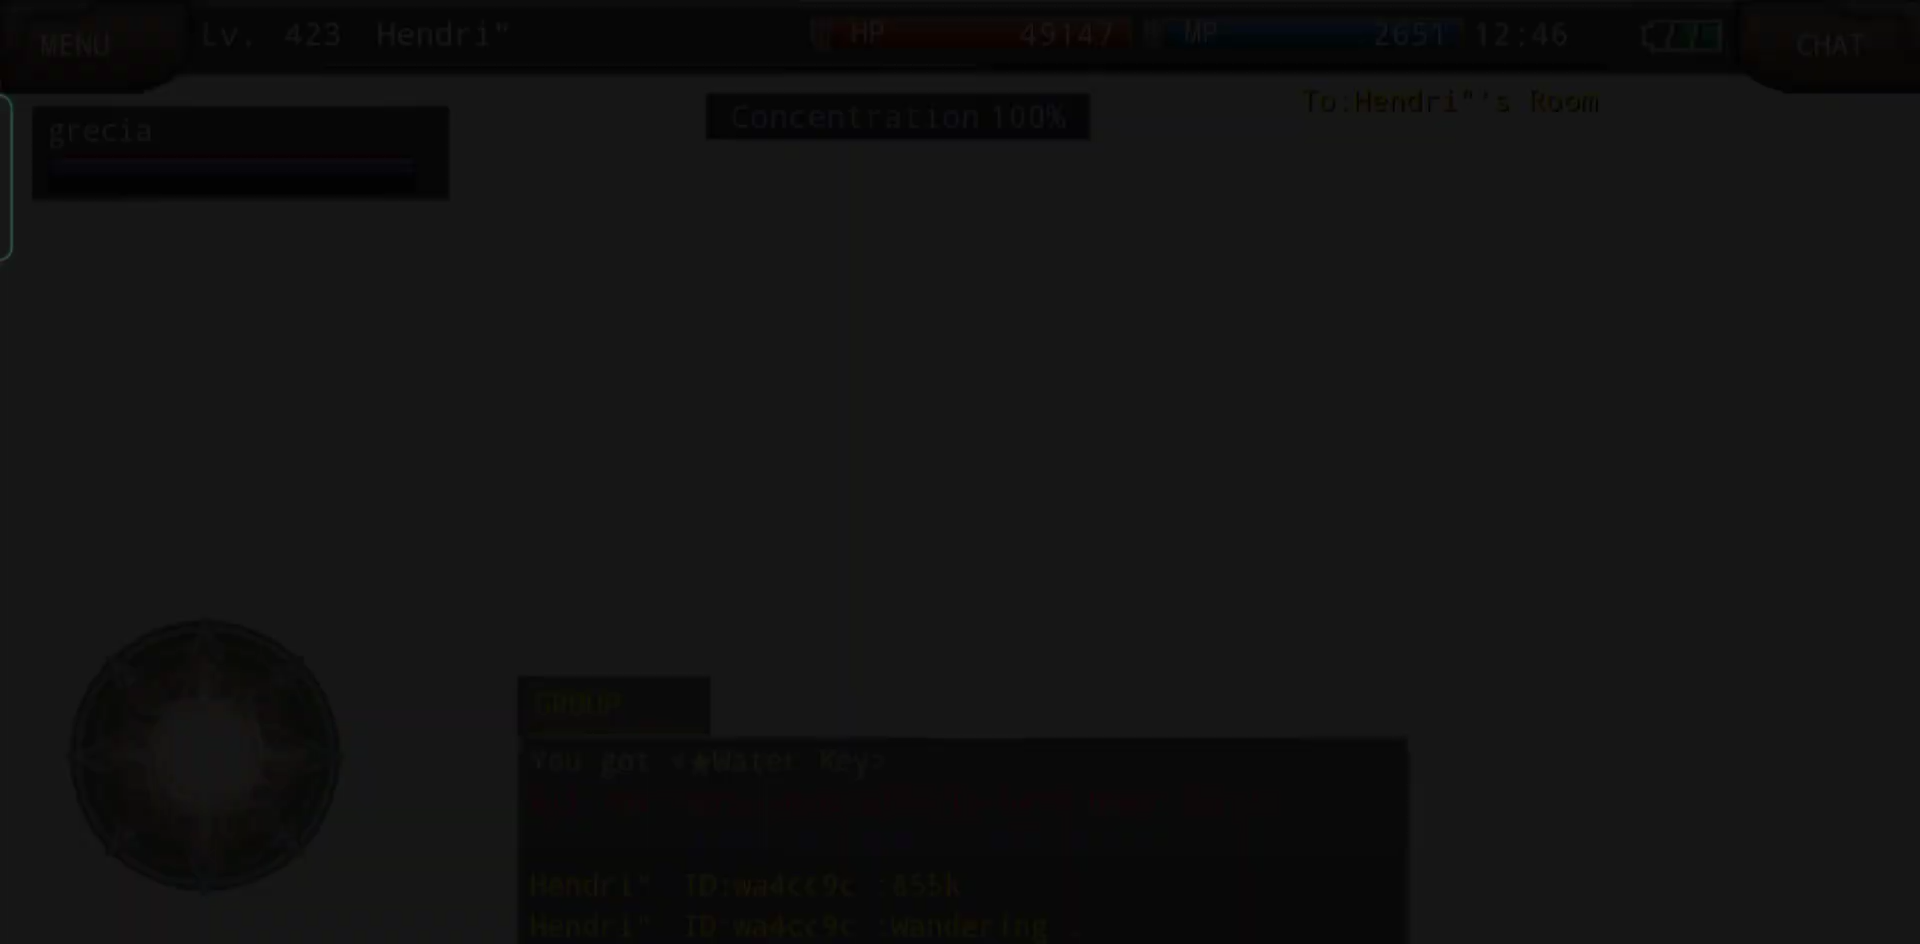 MENU
Lv. 423 Hendri"
HP 49147
MP 2651
12:46
CHAT
grecia
Concentration 100%
To:Hendri"'s Room
GROUP
You got <★Water Key>
Hendri" ID:wa4cc9c :A55k
Hendri" ID:wa4cc9c :Wandering .